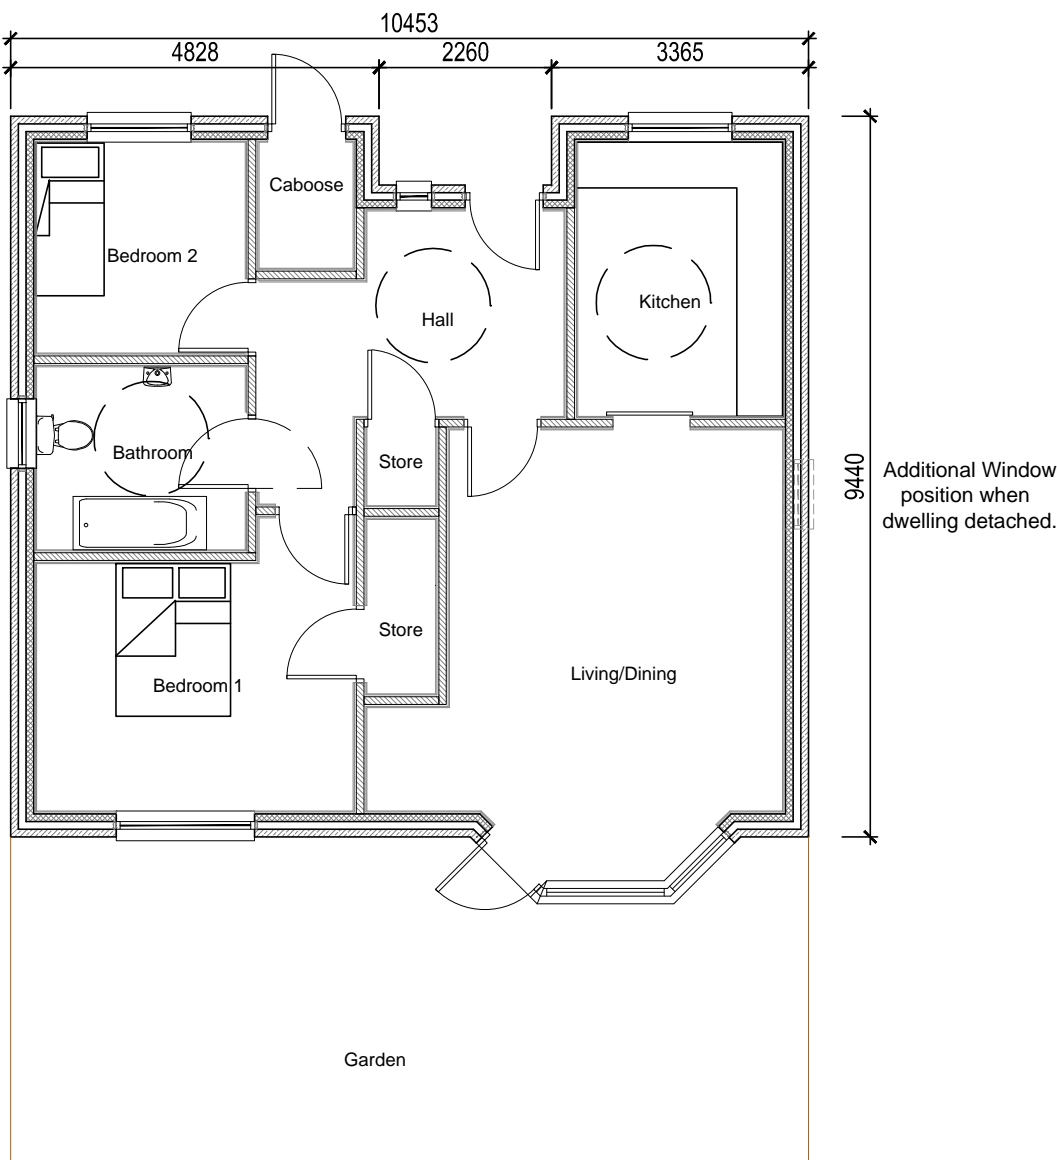 10453
4828
2260
3365
Caboose
Bedroom 2
Hall
Kitchen
Bathroom
Store
9440
Additional Window
position when
dwelling detached.
Store
Bedroom 1
Living/Dining
Garden